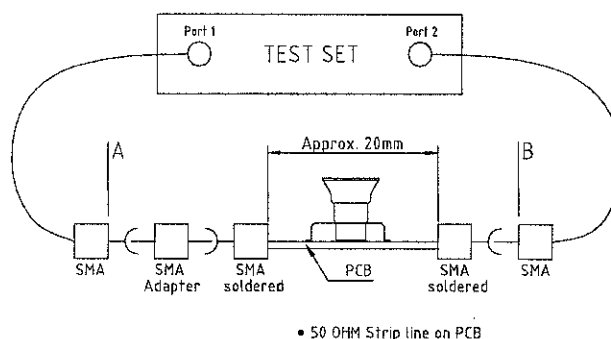 Port 1
Port 2
TEST SET
A
Approx. 20mm
B
SMA
SMA
Adapter
SMA
soldered
PCB
SMA
soldered
SMA
• 50 OHM Strip line on PCB